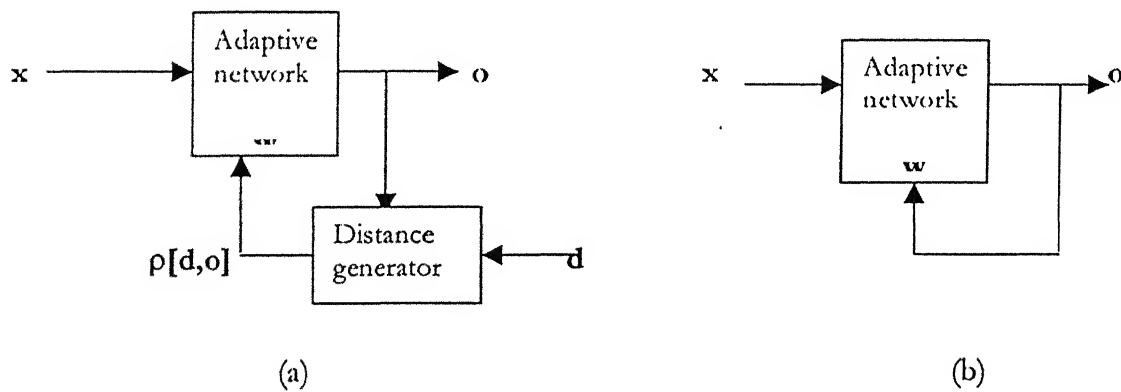 Adaptive
network
x
o
Distance
generator
ρ[d,o]
d
(a)
Adaptive
network
x
o
w
(b)